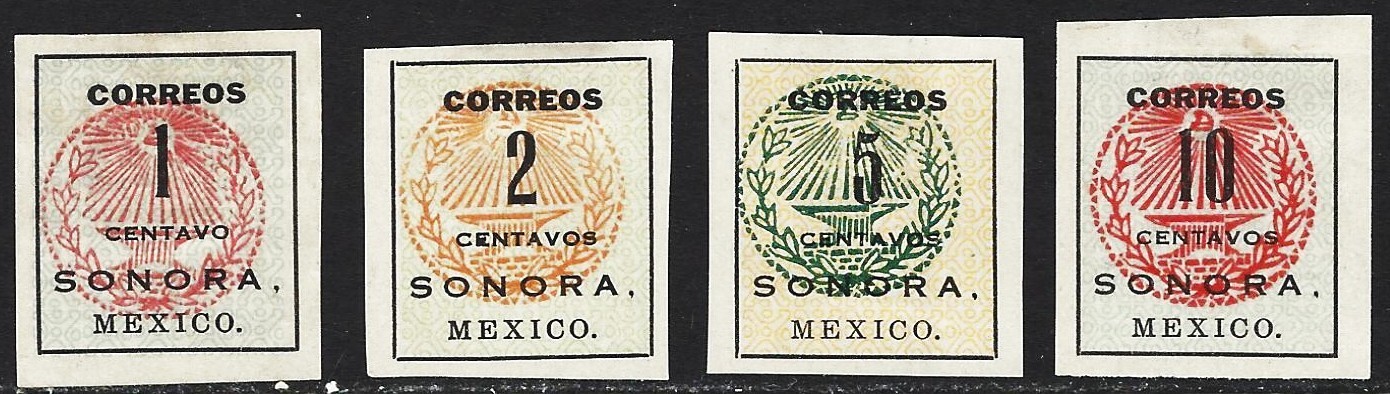 CORREOS
1
CENTAVO
SONORA,
MEXICO.
CORREOS
2
CENTAVOS
SONORA,
MEXICO.
CORREOS
5
CENTAVOS
SONORA,
MEXICO.
CORREOS
10
CENTAVOS
SONORA.
MEXICO.